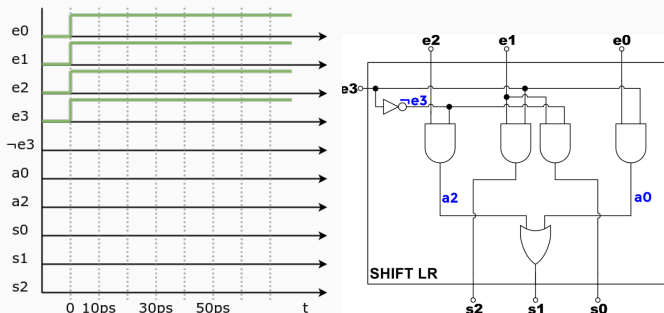 e0
e1
e2
e3
¬e3
a0
a2
s0
s1
s2
0 10ps 30ps 50ps t
e2 e1 e0
e3
¬e3
a2 a0
SHIFT LR
s2 s1 s0